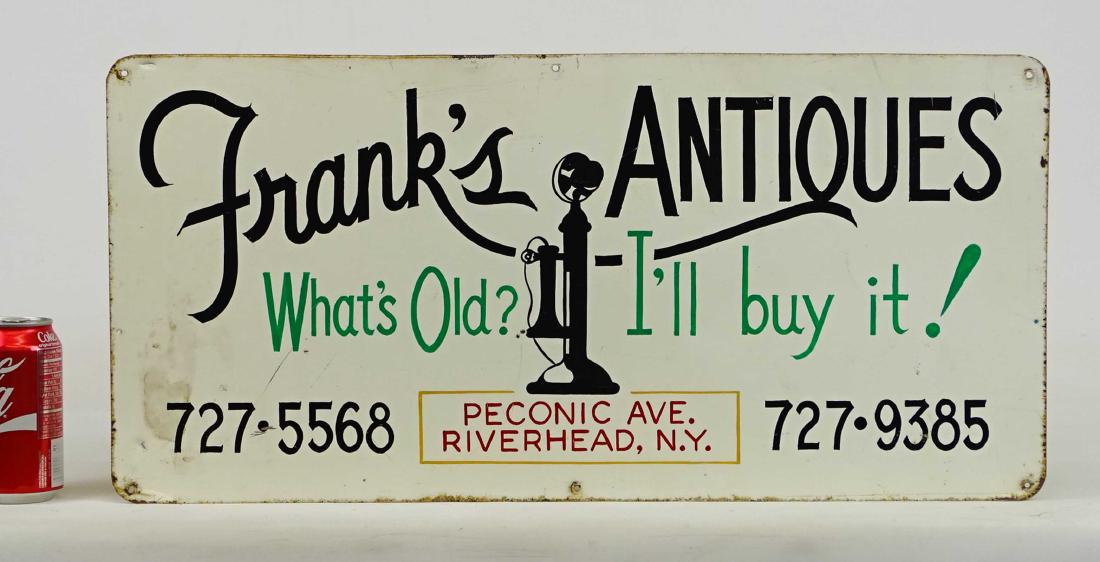 Frank's ANTIQUES
What's Old? I'll buy it!
727•5568 PECONIC AVE. 727•9385
RIVERHEAD, N.Y.